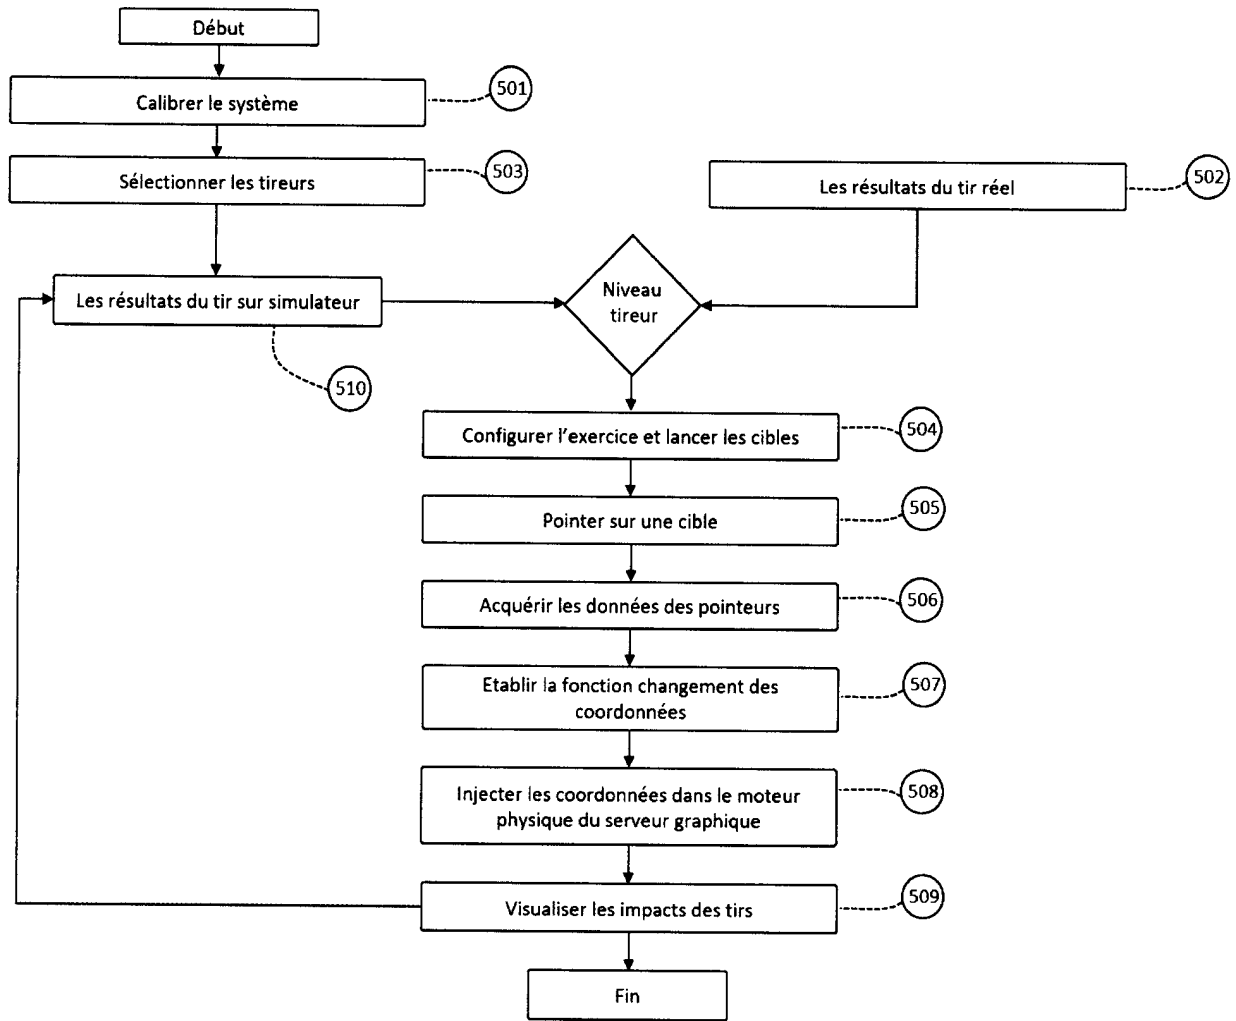 Début
Calibrer le système
501
Sélectionner les tireurs
503
Les résultats du tir réel
502
Les résultats du tir sur simulateur
510
Niveau
tireur
Configurer l'exercice et lancer les cibles
504
Pointer sur une cible
505
Acquérir les données des pointeurs
506
Etablir la fonction changement des
coordonnées
507
Injecter les coordonnées dans le moteur
physique du serveur graphique
508
Visualiser les impacts des tirs
509
Fin